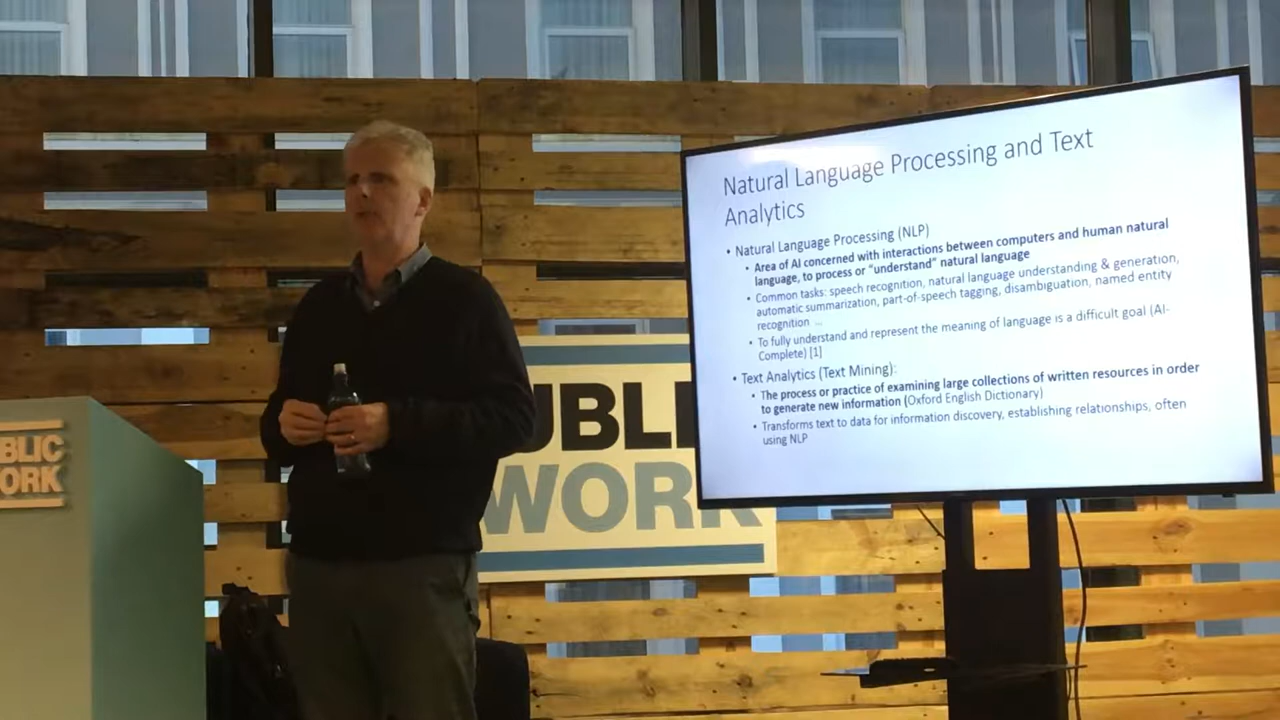 Natural Language Processing and Text
Analytics
• Natural Language Processing (NLP)
• Area of AI concerned with interactions between computers and human natural
language, to process or “understand” natural language
• Common tasks: speech recognition, natural language understanding & generation,
automatic summarization, part-of-speech tagging, disambiguation, named entity
recognition ...
• To fully understand and represent the meaning of language is a difficult goal (AI-
Complete) [1]
• Text Analytics (Text Mining):
• The process or practice of examining large collections of written resources in order
to generate new information (Oxford English Dictionary)
• Transforms text to data for information discovery, establishing relationships, often
using NLP
UBLI
WORK
BLIC
ORK